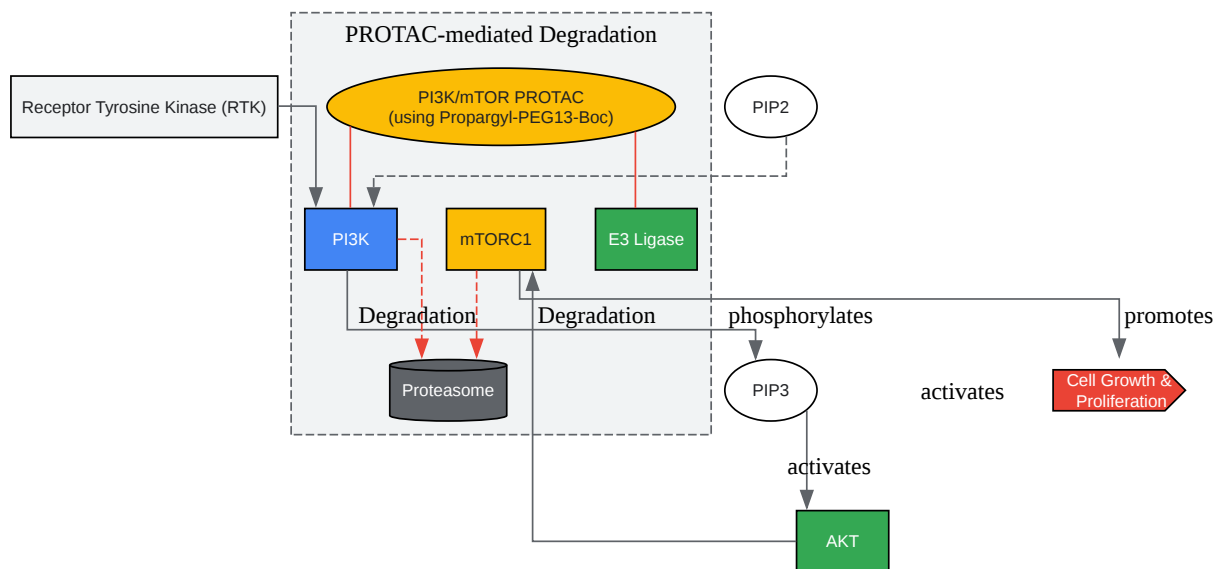 PROTAC-mediated Degradation
Receptor Tyrosine Kinase (RTK)
PI3K/mTOR PROTAC
(using Propargyl-PEG13-Boc)
PIP2
PI3K
mTORC1
E3 Ligase
Degradation
Degradation
phosphorylates
promotes
Proteasome
PIP3
activates
Cell Growth &
Proliferation
activates
AKT